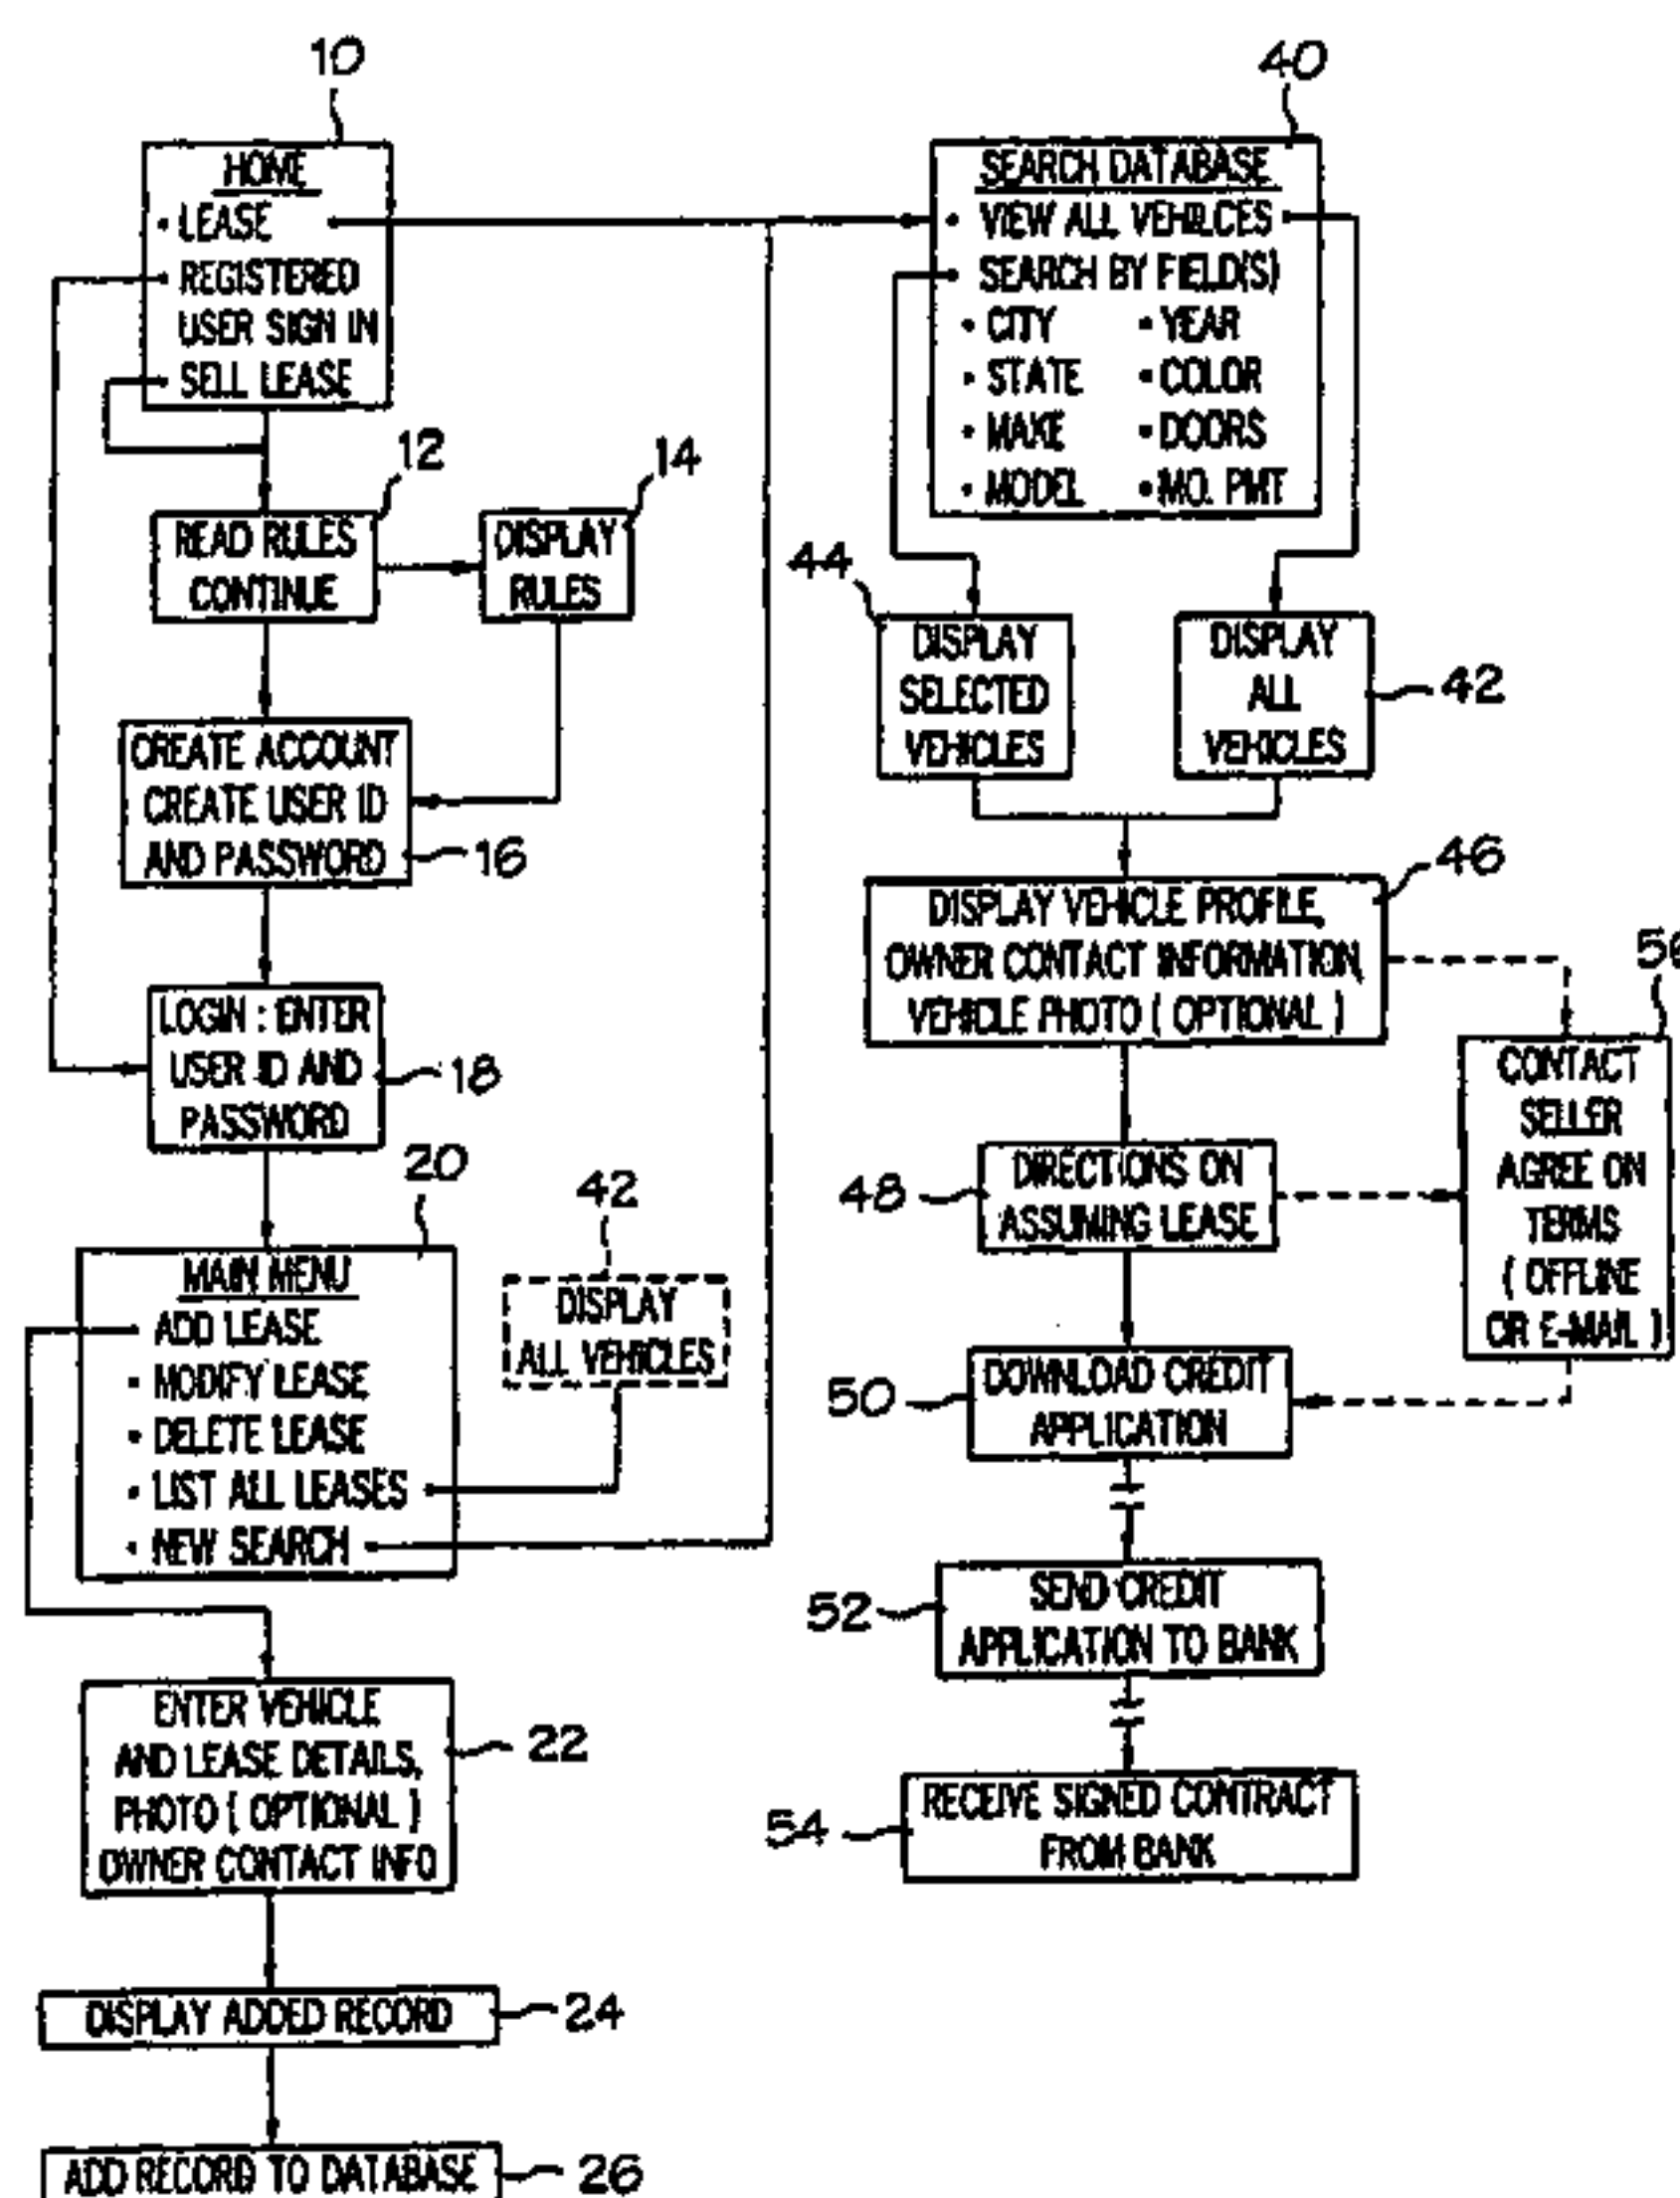 10
HOME
• LEASE
• REGISTERED
USER SIGN IN
• SELL LEASE
12
READ RULES
CONTINUE
14
DISPLAY
RULES
CREATE ACCOUNT
CREATE USER ID
AND PASSWORD
16
LOGIN : ENTER
USER ID AND
PASSWORD
18
20
MAIN MENU
• ADD LEASE
• MODIFY LEASE
• DELETE LEASE
• LIST ALL LEASES
• NEW SEARCH
42
DISPLAY
ALL VEHICLES
ENTER VEHICLE
AND LEASE DETAILS,
PHOTO ( OPTIONAL )
OWNER CONTACT INFO
22
DISPLAY ADDED RECORD
24
ADD RECORD TO DATABASE
26
40
SEARCH DATABASE
• VIEW ALL VEHILCES
• SEARCH BY FIELD(S)
• CITY • YEAR
• STATE • COLOR
• MAKE • DOORS
• MODEL • MO. PMT
44
DISPLAY
SELECTED
VEHICLES
DISPLAY
ALL
VEHICLES
42
46
DISPLAY VEHICLE PROFILE,
OWNER CONTACT INFORMATION,
VEHICLE PHOTO ( OPTIONAL )
48
DIRECTIONS ON
ASSUMING LEASE
CONTACT
SELLER
AGREE ON
TERMS
( OFFLINE
OR E-MAIL )
50
DOWNLOAD CREDIT
APPLICATION
52
SEND CREDIT
APPLICATION TO BANK
54
RECEIVE SIGNED CONTRACT
FROM BANK